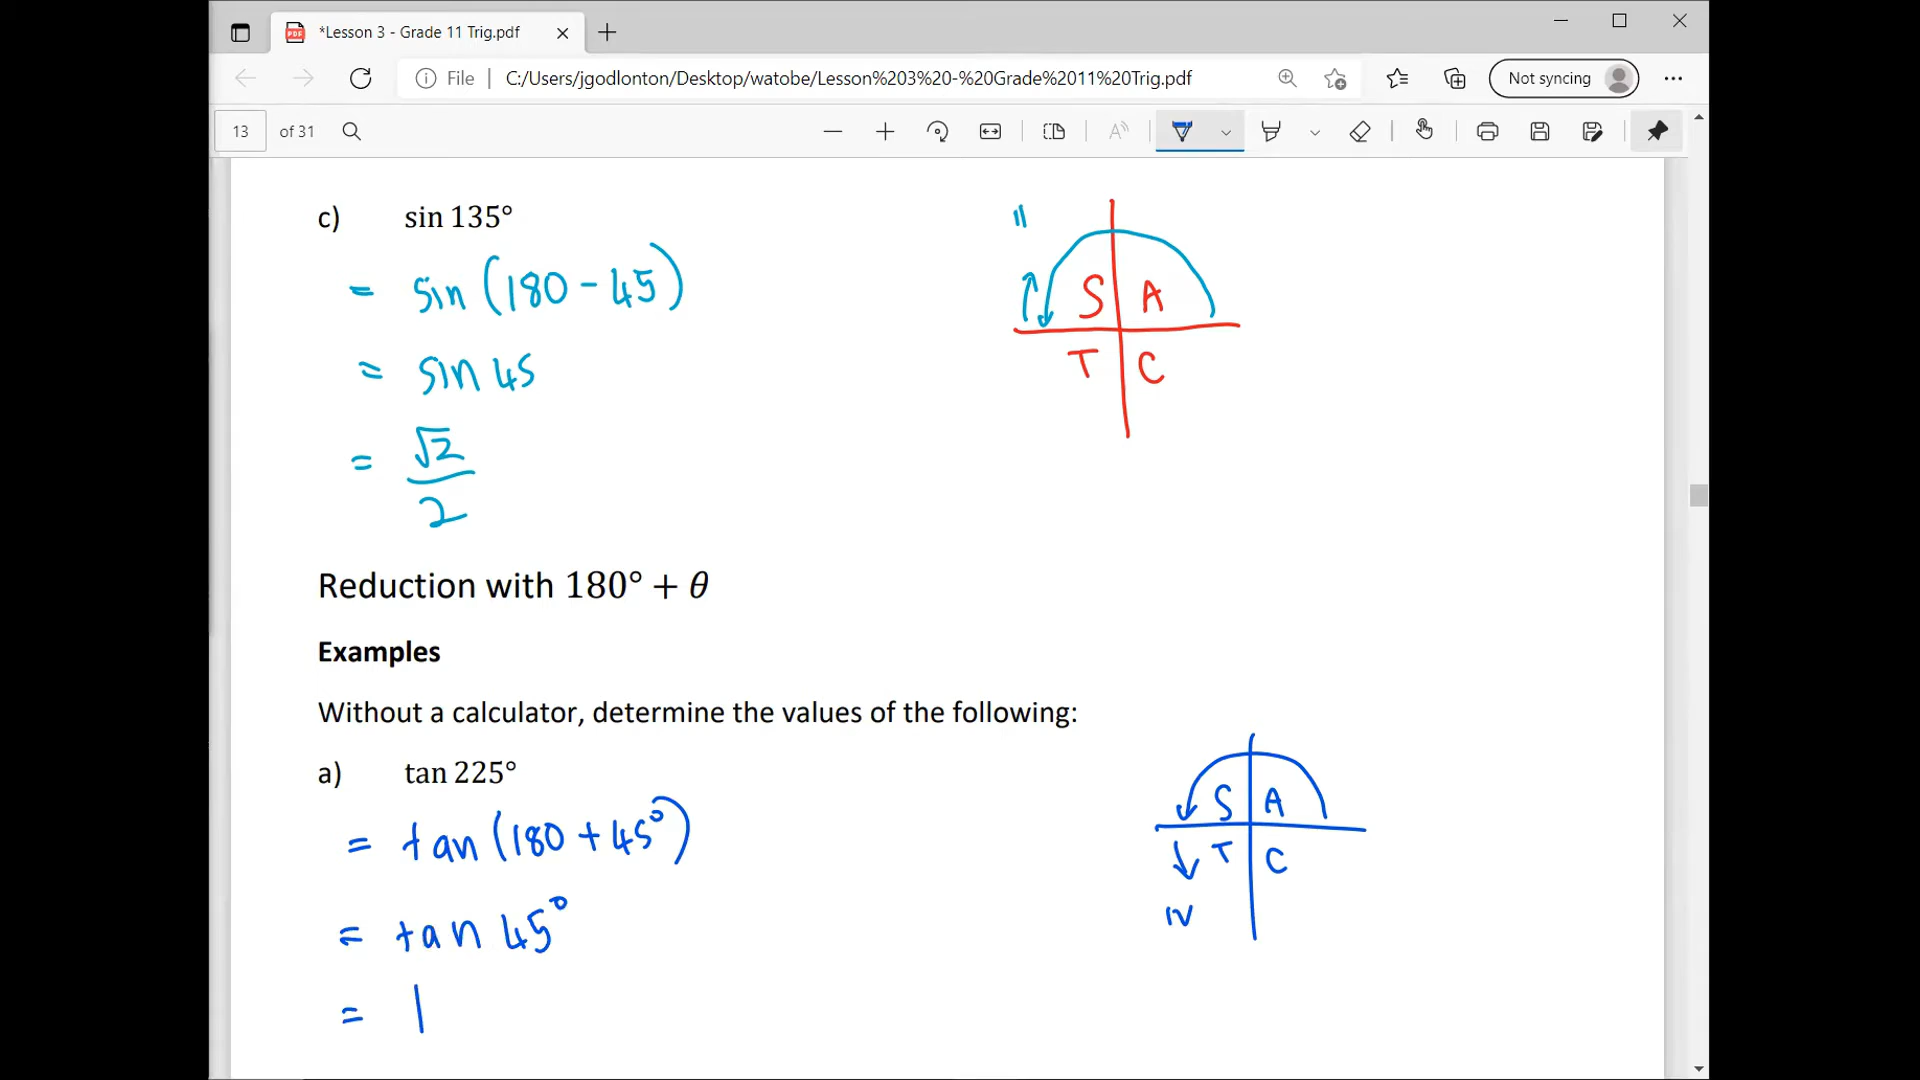 *Lesson 3 - Grade 11 Trig.pdf
File | C:/Users/jgodlonton/Desktop/watobe/Lesson%203%20-%20Grade%2011%20Trig.pdf
Not syncing
13 of 31
c) sin 135°
= sin (180 - 45)
= sin 45
= √2/2
II
S A
T C
Reduction with 180° + θ
Examples
Without a calculator, determine the values of the following:
a) tan 225°
= tan (180 + 45°)
= tan 45°
= 1
S A
T C
IV